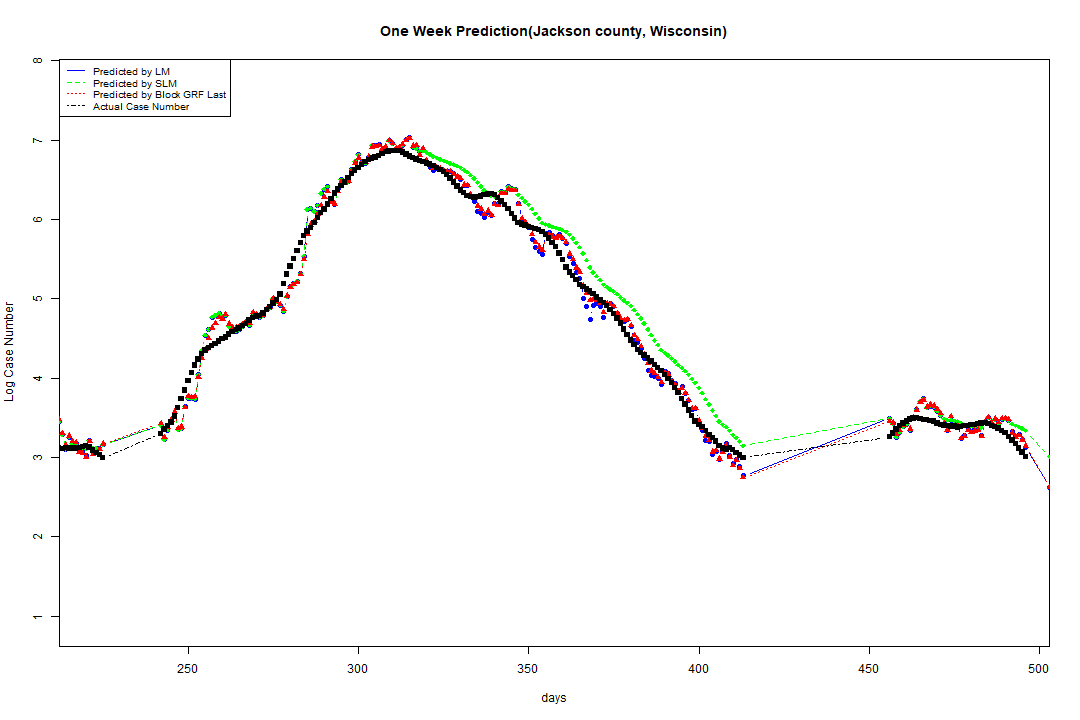 One Week Prediction(Jackson county, Wisconsin)
Predicted by LM
Predicted by SLM
Predicted by Block GRF Last
Actual Case Number
8
7
6
5
4
3
2
1
Log Case Number
250 300 350 400 450 500
days